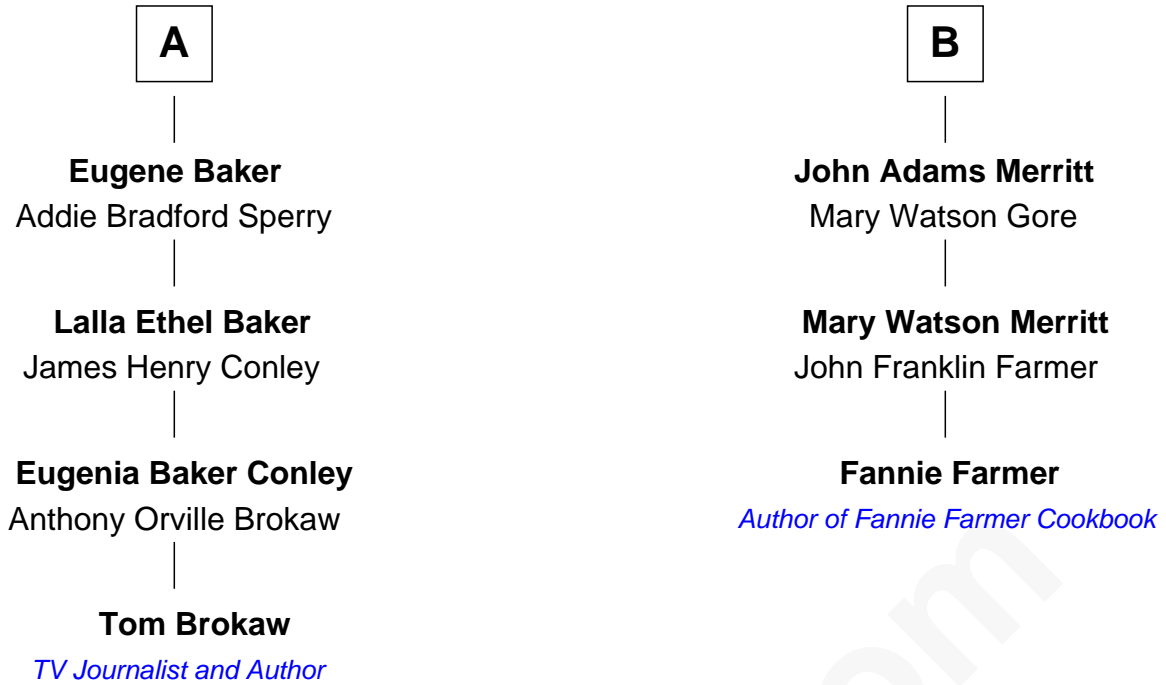 A
Eugene Baker
Addie Bradford Sperry
Lalla Ethel Baker
James Henry Conley
Eugenia Baker Conley
Anthony Orville Brokaw
Tom Brokaw
TV Journalist and Author
B
John Adams Merritt
Mary Watson Gore
Mary Watson Merritt
John Franklin Farmer
Fannie Farmer
Author of Fannie Farmer Cookbook
om